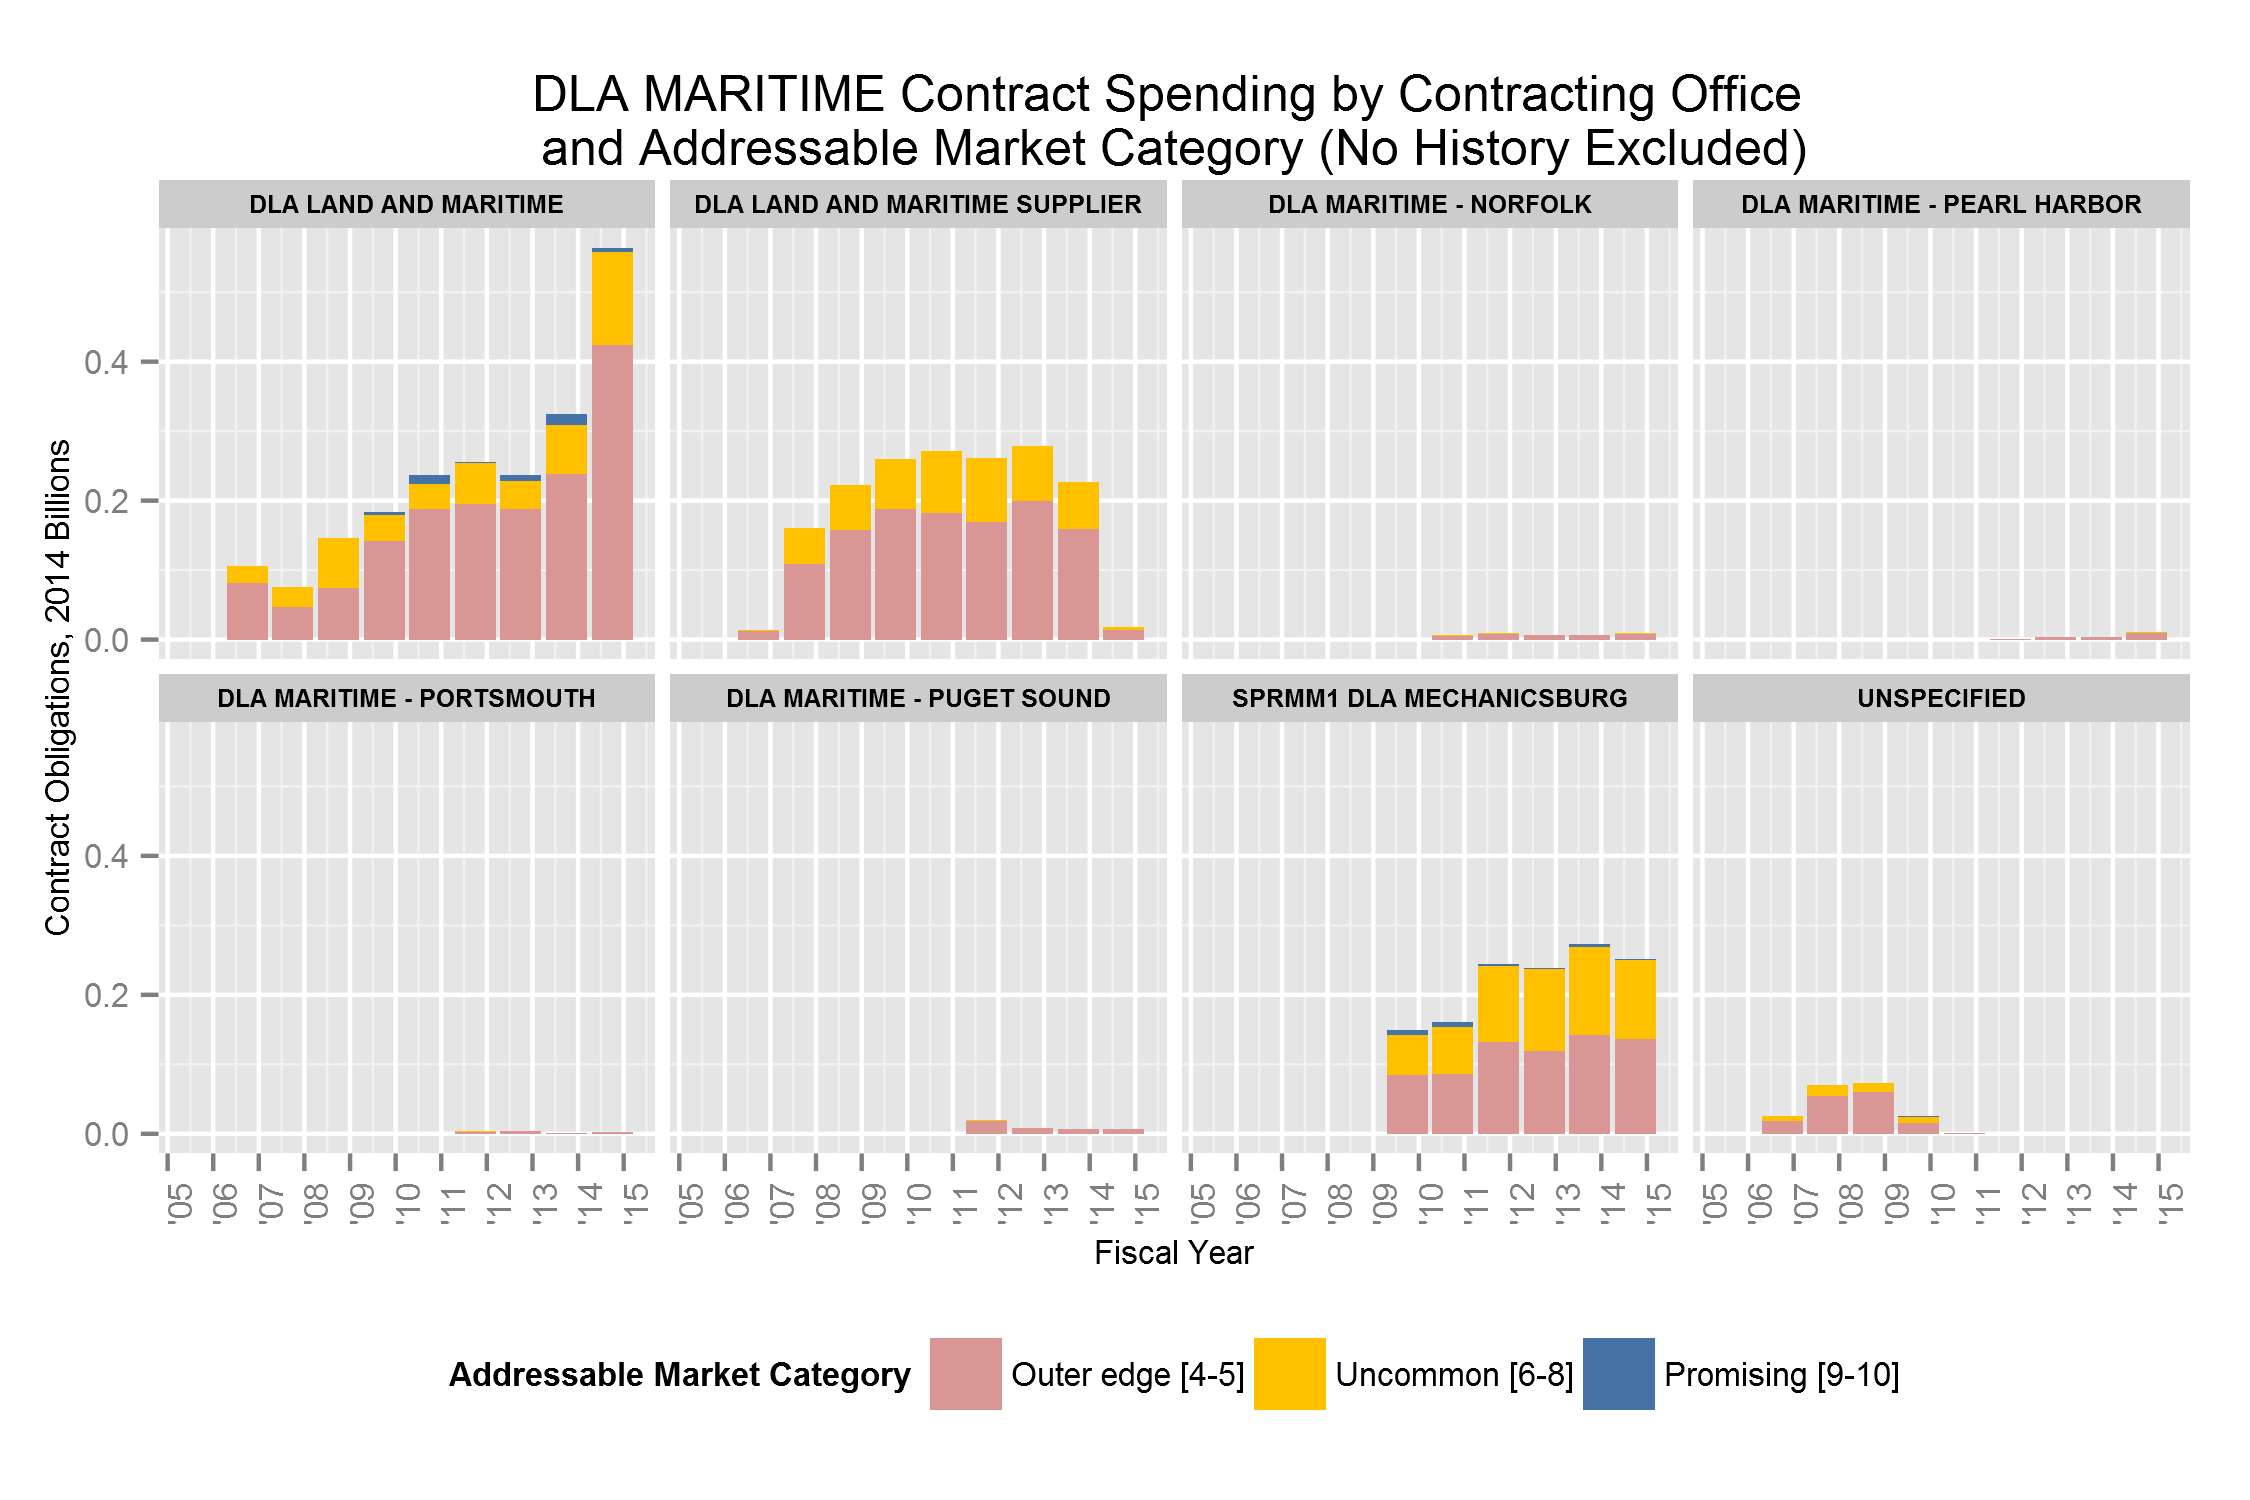 DLA MARITIME Contract Spending by Contracting Office
and Addressable Market Category (No History Excluded)
DLA LAND AND MARITIME
DLA LAND AND MARITIME SUPPLIER
DLA MARITIME - NORFOLK
DLA MARITIME - PEARL HARBOR
0.4
0.2
0.0
DLA MARITIME - PORTSMOUTH
DLA MARITIME - PUGET SOUND
SPRMM1 DLA MECHANICSBURG
UNSPECIFIED
0.4
0.2
0.0
Contract Obligations, 2014 Billions
'05 '06 '07 '08 '09 '10 '11 '12 '13 '14 '15
'05 '06 '07 '08 '09 '10 '11 '12 '13 '14 '15
'05 '06 '07 '08 '09 '10 '11 '12 '13 '14 '15
'05 '06 '07 '08 '09 '10 '11 '12 '13 '14 '15
Fiscal Year
Addressable Market Category Outer edge [4-5] Uncommon [6-8] Promising [9-10]